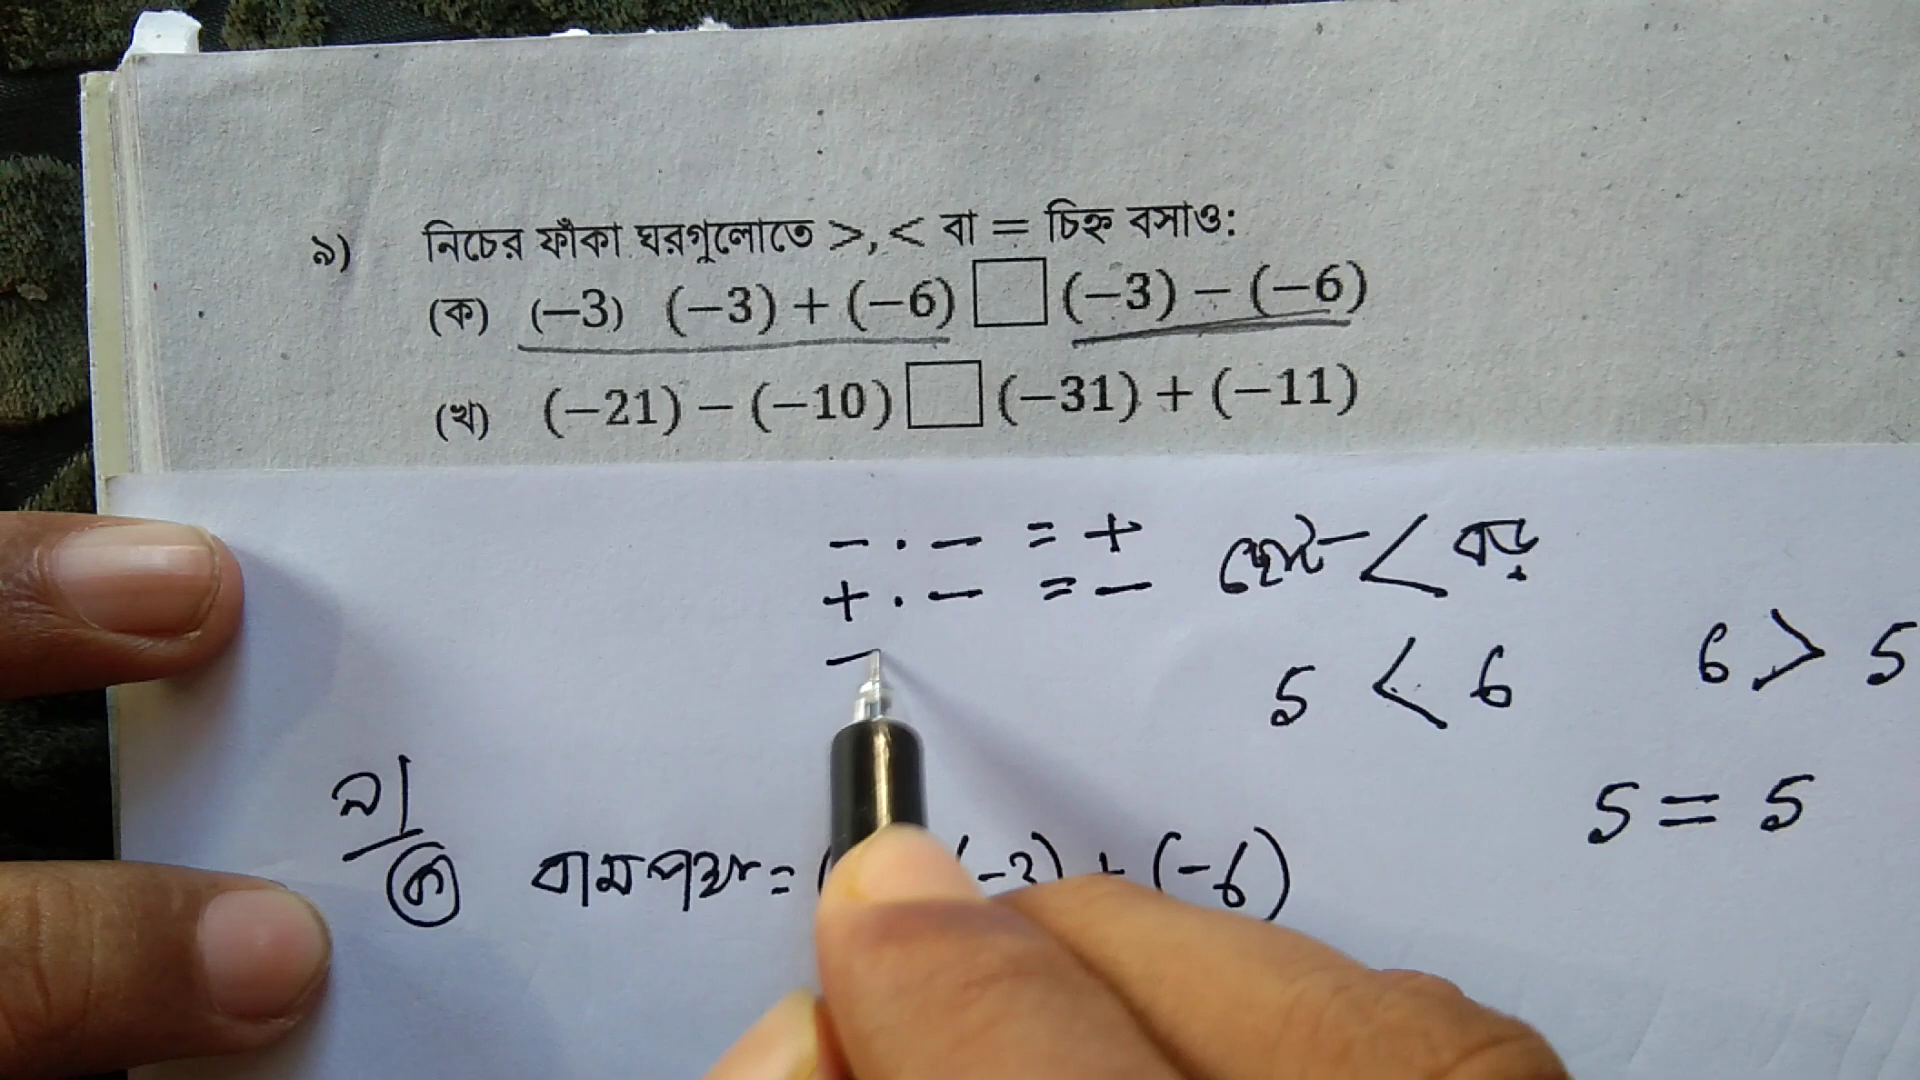 ৯) নিচের ফাঁকা ঘরগুলোতে >, < বা = চিহ্ন বসাও:
(ক) (−3) (−3) + (−6) □ (−3) − (−6)
(খ) (−21) − (−10) □ (−31) + (−11)
− . − = +
+ . − = −
−
ছোট < বড়
5 < 6
6 > 5
5 = 5
৯।
(ক) বামপক্ষ = ( (-3) + (-6)